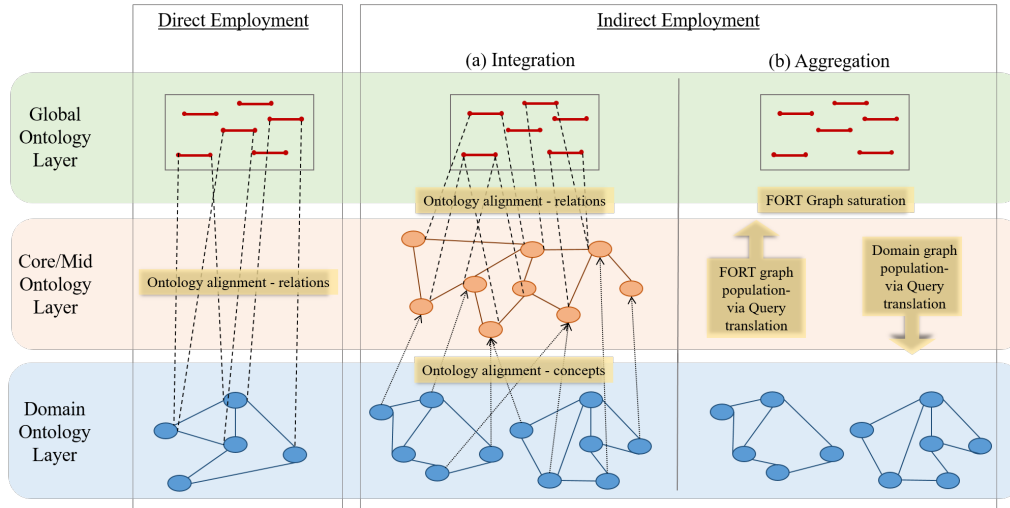 Direct Employment
Indirect Employment
(a) Integration
(b) Aggregation
Global
Ontology
Layer
Ontology alignment - relations
FORT Graph saturation
Core/Mid
Ontology
Layer
Ontology alignment - relations
FORT graph
population-
via Query
translation
Domain graph
population-
via Query
translation
Ontology alignment - concepts
Domain
Ontology
Layer